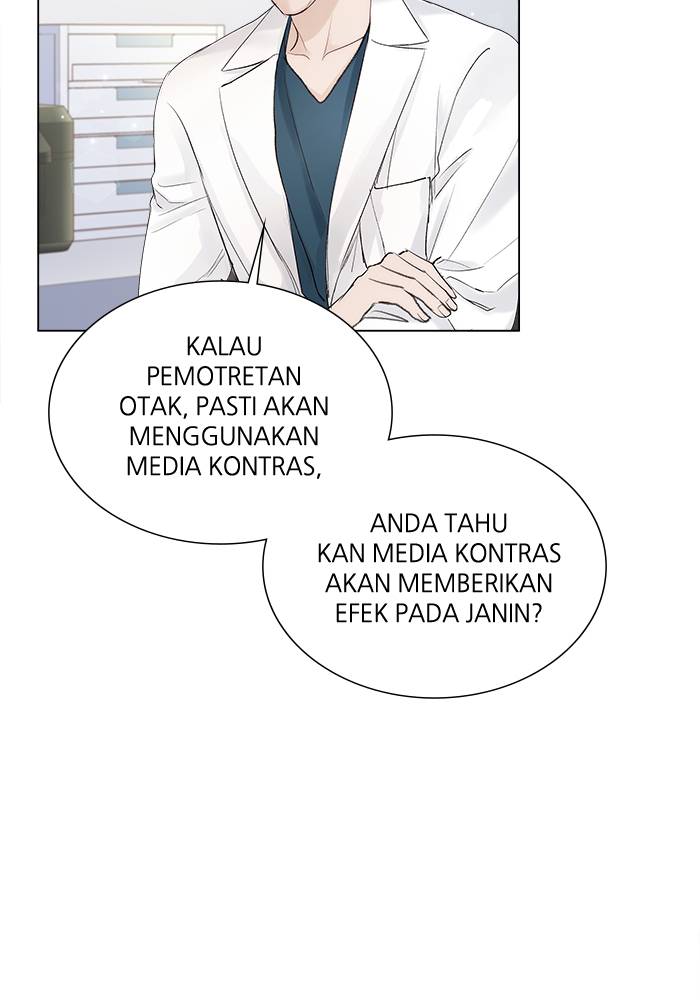 KALAU
PEMOTRETAN
OTAK, PASTI AKAN
MENGGUNAKAN
MEDIA KONTRAS,
ANDA TAHU
KAN MEDIA KONTRAS
AKAN MEMBERIKAN
EFEK PADA JANIN?